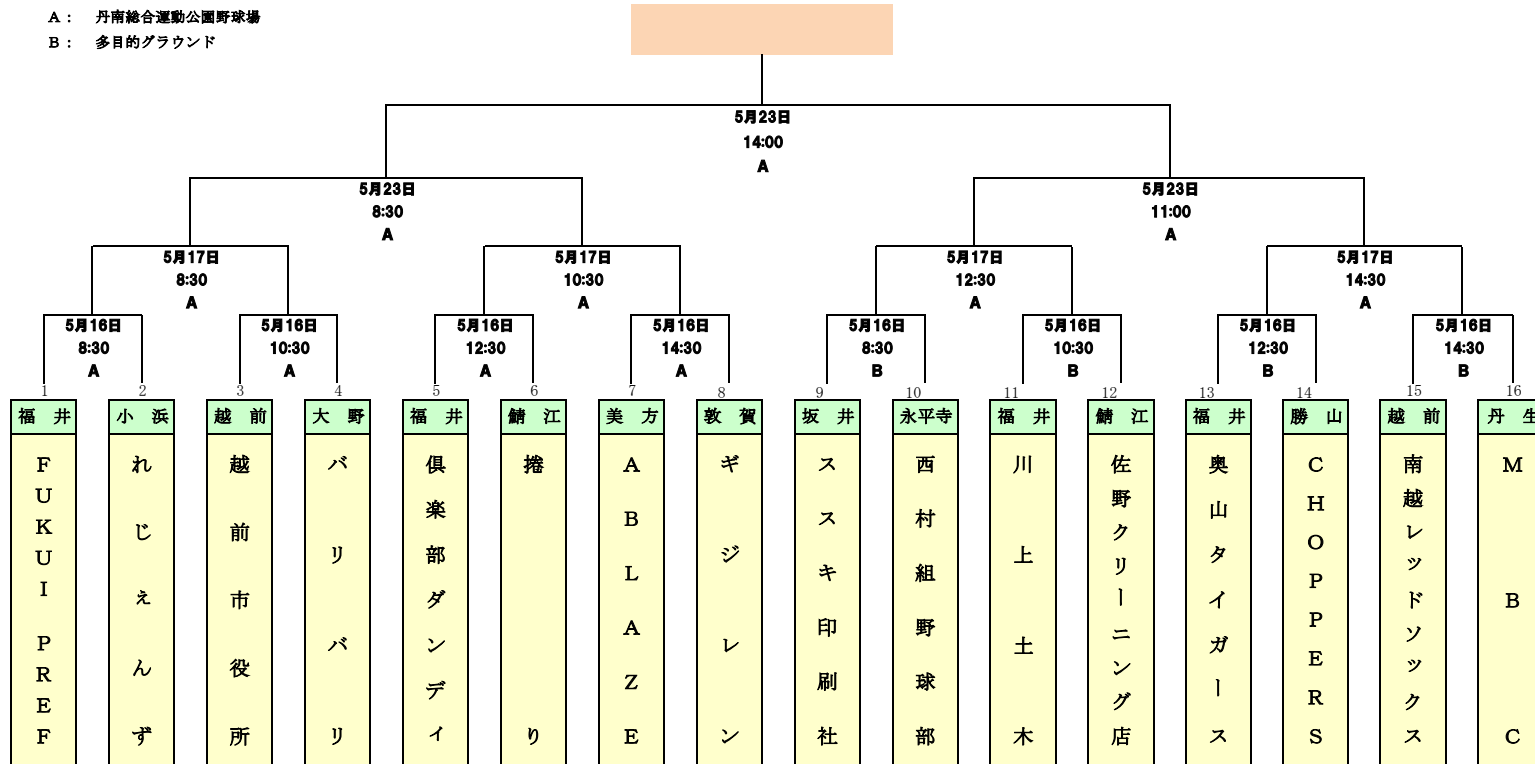 A： 丹南総合運動公園野球場
B： 多目的グラウンド
5月23日
14:00
A
5月23日
8:30
A
5月23日
11:00
A
5月17日
8:30
A
5月17日
10:30
A
5月17日
12:30
A
5月17日
14:30
A
5月16日
8:30
A
5月16日
10:30
A
5月16日
12:30
A
5月16日
14:30
A
5月16日
8:30
B
5月16日
10:30
B
5月16日
12:30
B
5月16日
14:30
B
1
福井
FUKUI PREF
2
小浜
れじぇんず
3
越前
越前市役所
4
大野
バリバリ
5
福井
倶楽部ダンディ
6
鯖江
捲り
7
美方
ABLAZE
8
敦賀
ギジレン
9
坂井
ススキ印刷社
10
永平寺
西村組野球部
11
福井
川上土木
12
鯖江
佐野クリーニング店
13
福井
奥山タイガース
14
勝山
CHOPPERS
15
越前
南越レッドソックス
16
丹生
MBC